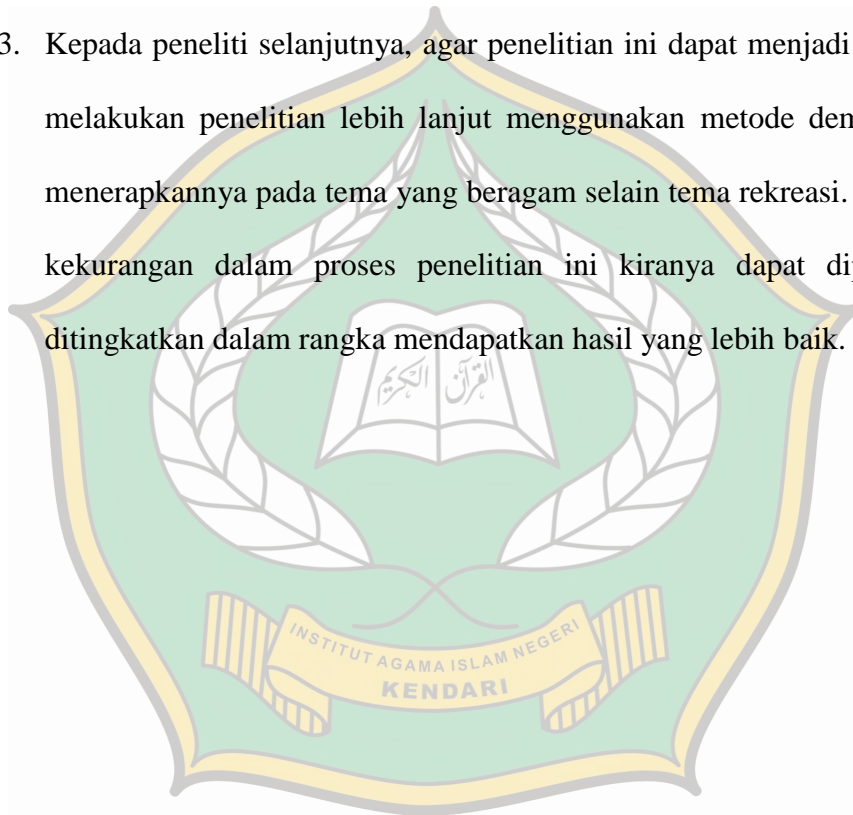 3. Kepada peneliti selanjutnya, agar penelitian ini dapat menjadi
melakukan penelitian lebih lanjut menggunakan metode dem
menerapkannya pada tema yang beragam selain tema rekreasi.
kekurangan dalam proses penelitian ini kiranya dapat dip
ditingkatkan dalam rangka mendapatkan hasil yang lebih baik.
القرآن الكريم
INSTITUT AGAMA ISLAM NEGERI
KENDARI